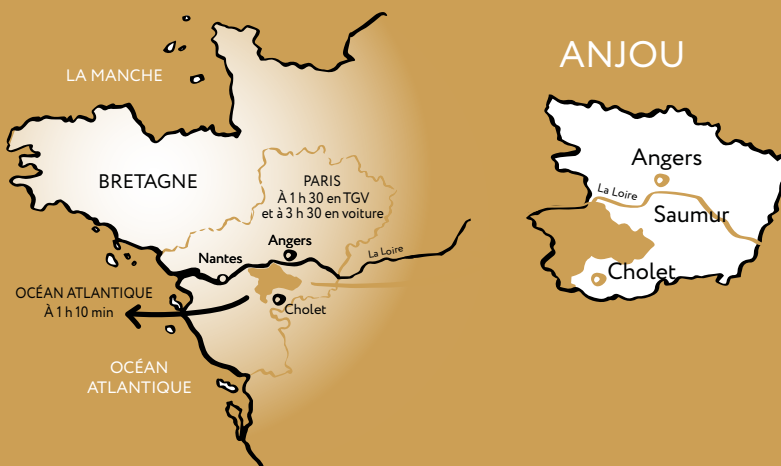 LA MANCHE
BRETAGNE
PARIS
À 1 h 30 en TGV
et à 3 h 30 en voiture
Nantes
Angers
La Loire
OCÉAN ATLANTIQUE
À 1 h 10 min
Cholet
OCÉAN
ATLANTIQUE
ANJOU
Angers
La Loire
Saumur
Cholet